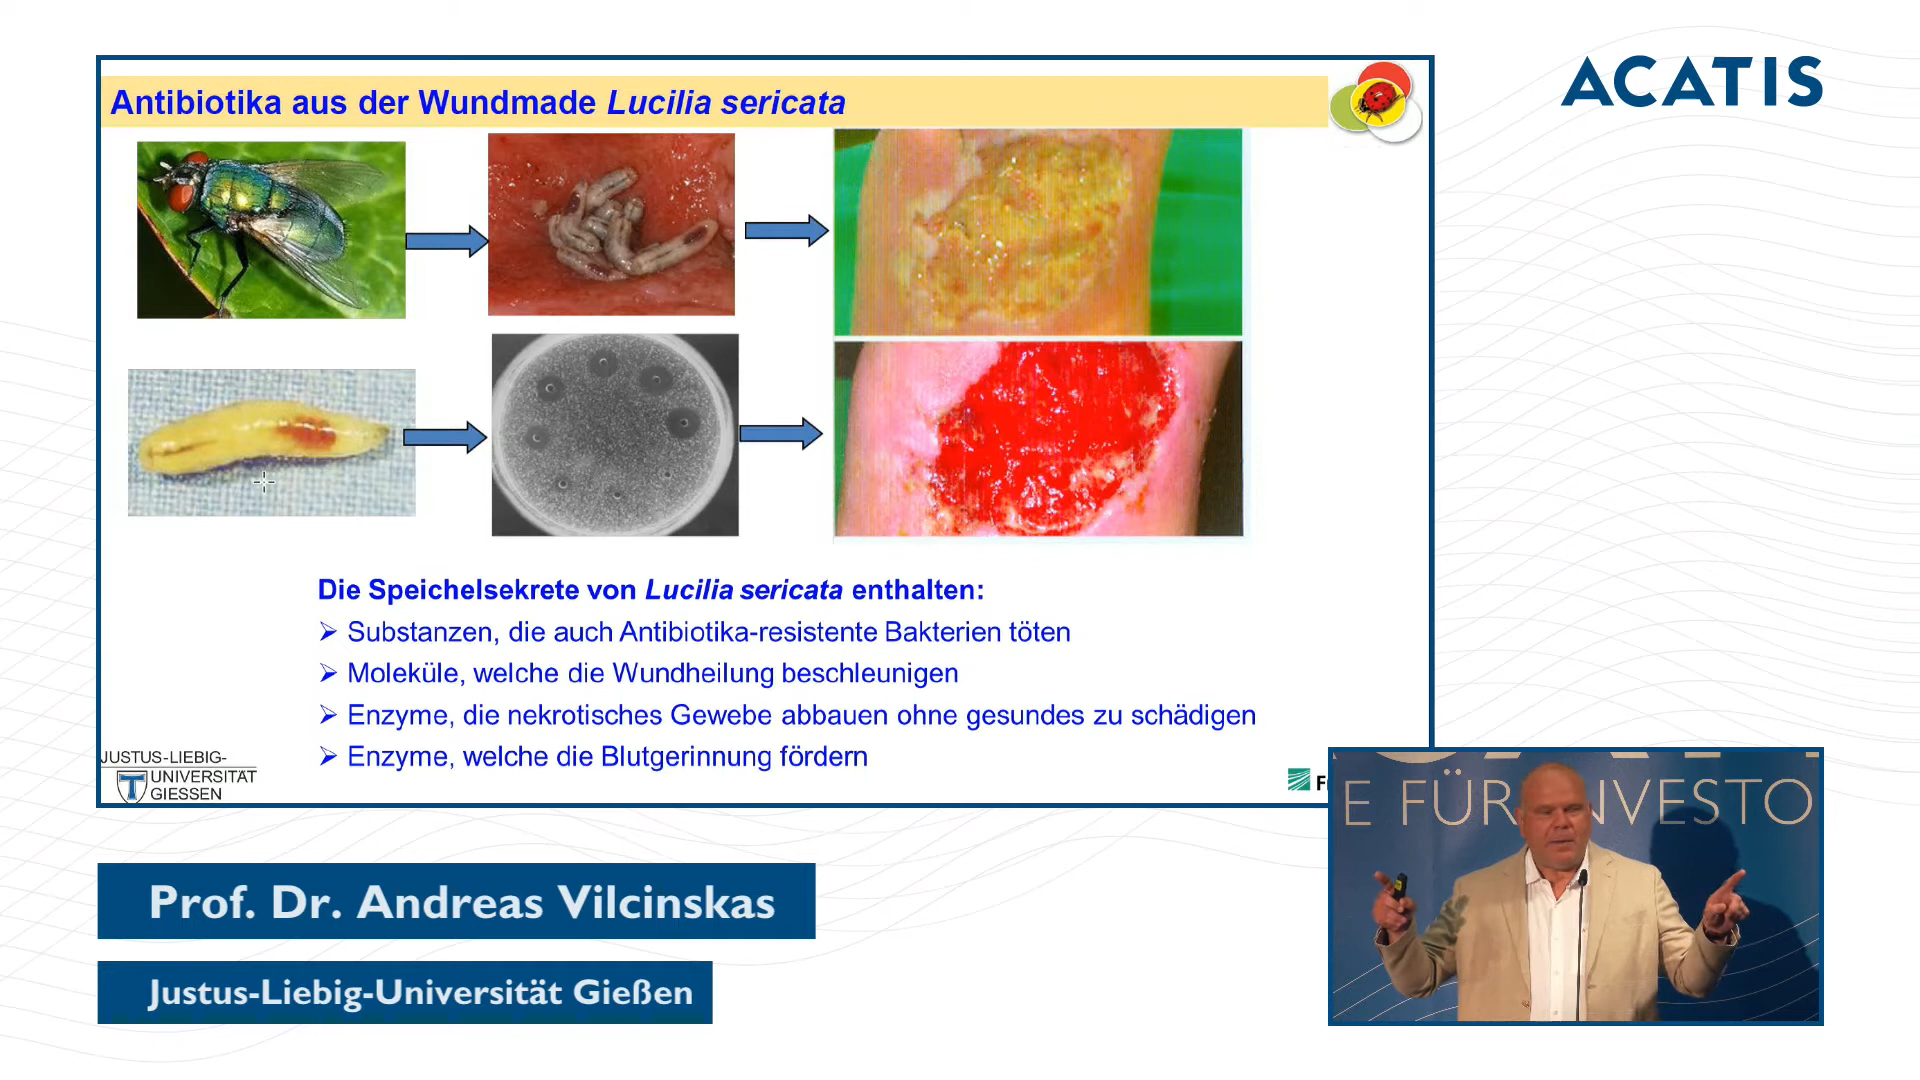 ACATIS
Antibiotika aus der Wundmade Lucilia sericata
Die Speichelsekrete von Lucilia sericata enthalten:
➢ Substanzen, die auch Antibiotika-resistente Bakterien töten
➢ Moleküle, welche die Wundheilung beschleunigen
➢ Enzyme, die nekrotisches Gewebe abbauen ohne gesundes zu schädigen
➢ Enzyme, welche die Blutgerinnung fördern
JUSTUS-LIEBIG-
UNIVERSITÄT
GIESSEN
E FÜR INVESTO
Prof. Dr. Andreas Vilcinskas
Justus-Liebig-Universität Gießen